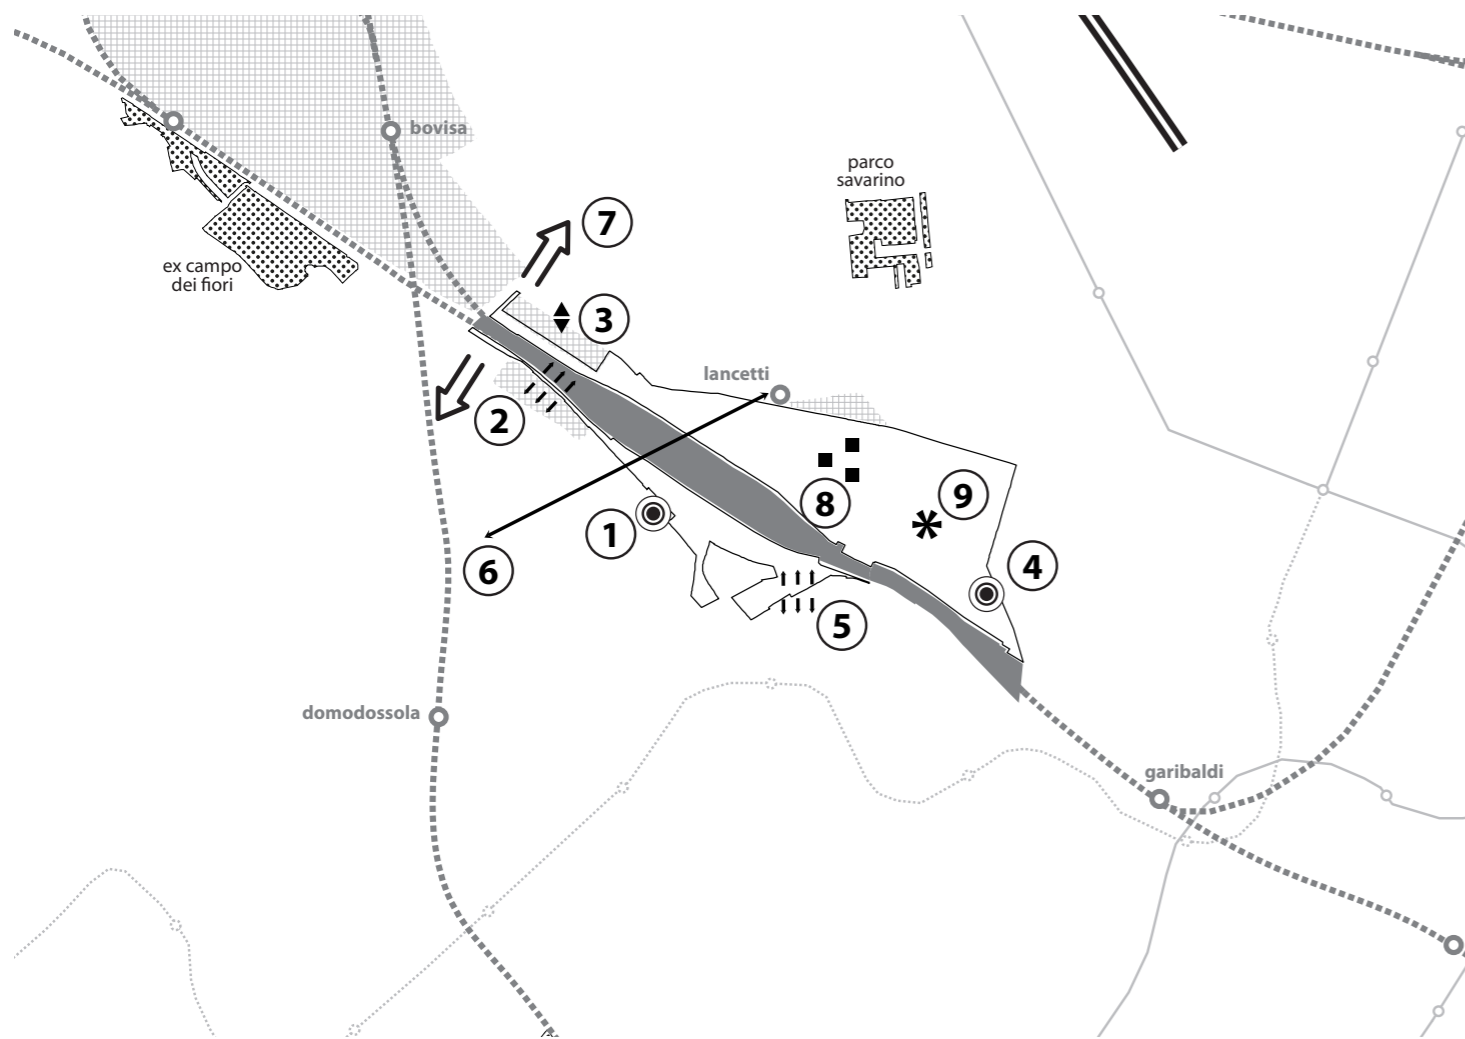 bovisa
parco
savarino
7
ex campo
dei fiori
3
lancetti
2
9
8
1
4
6
5
domodossola
garibaldi